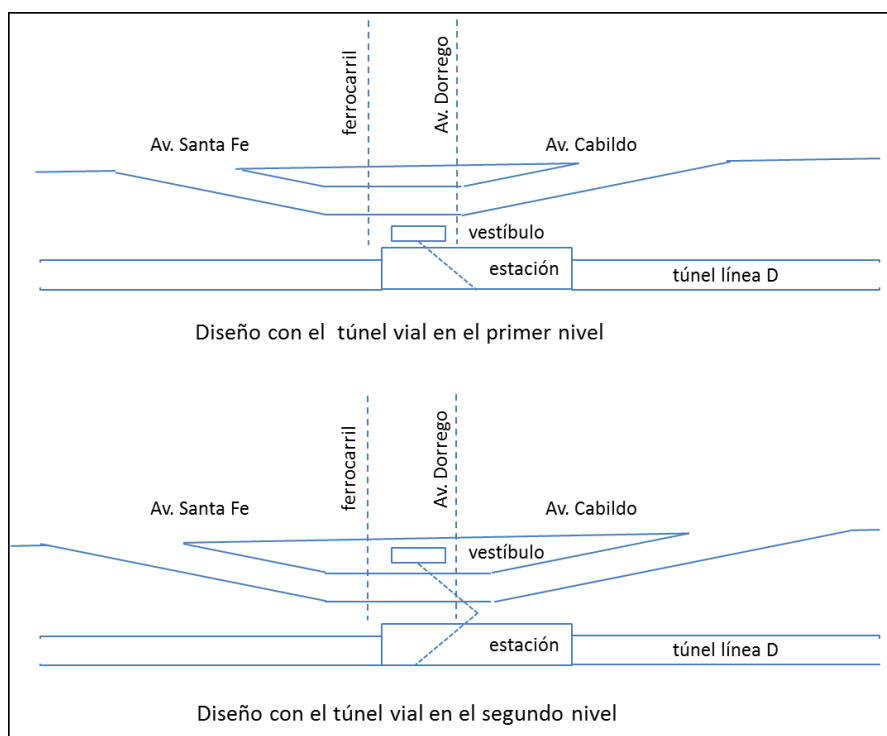 ferrocarril
Av. Dorrego
Av. Santa Fe
Av. Cabildo
vestíbulo
estación
túnel línea D
Diseño con el túnel vial en el primer nivel
ferrocarril
Av. Dorrego
Av. Santa Fe
Av. Cabildo
vestíbulo
estación
túnel línea D
Diseño con el túnel vial en el segundo nivel